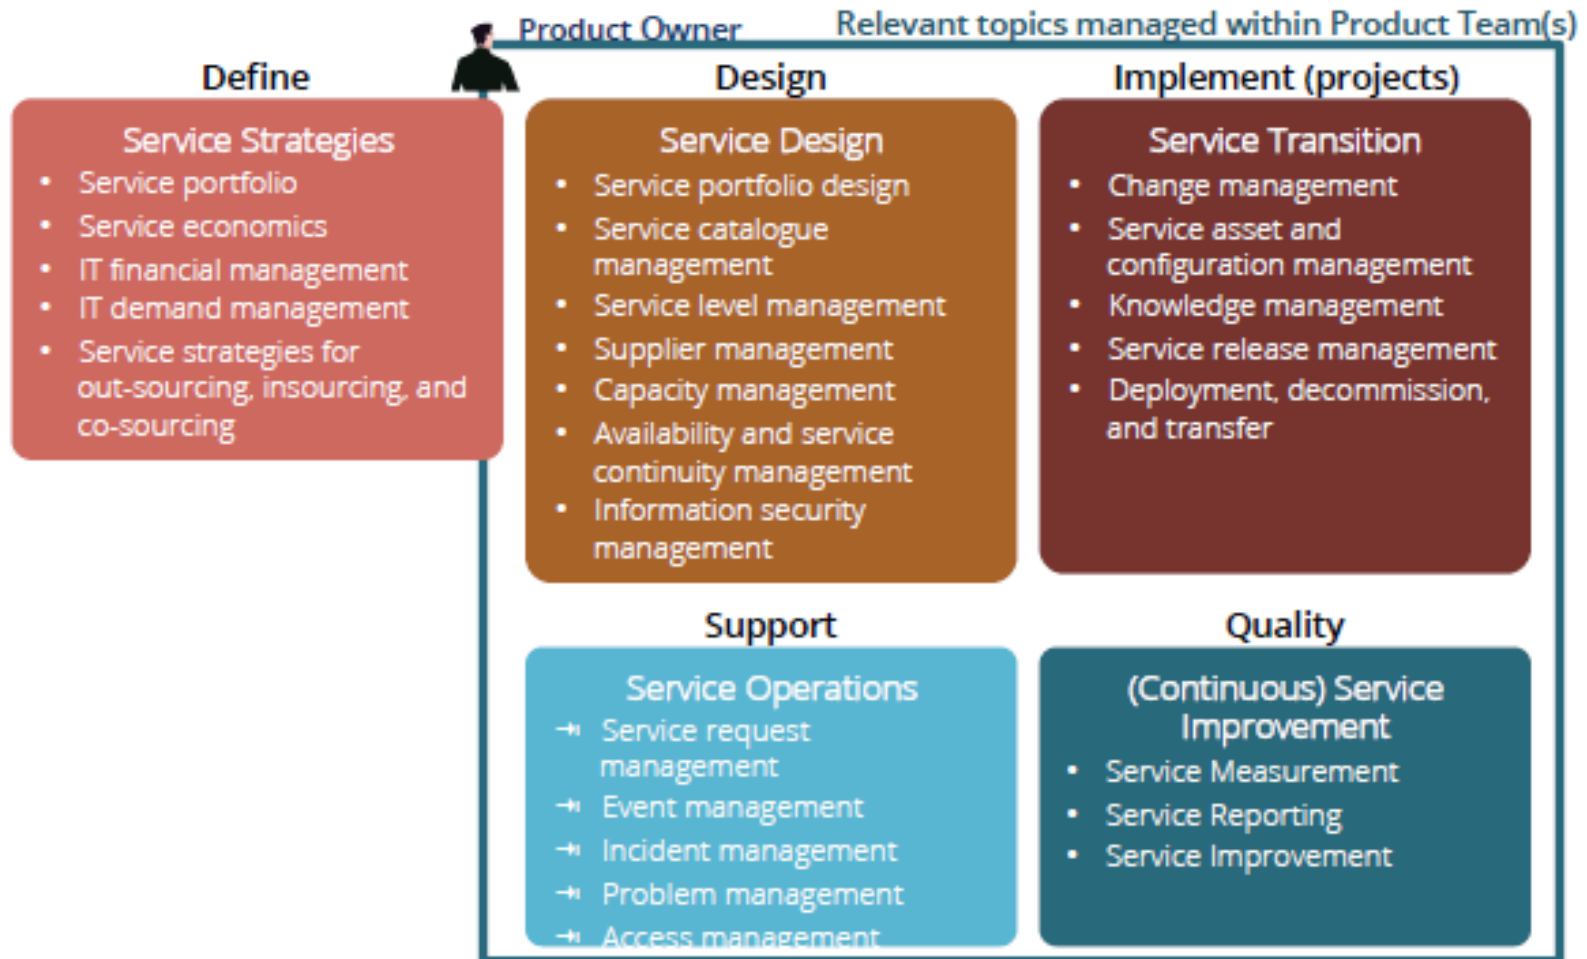 Product Owner
Relevant topics managed within Product Team(s)
Define
Service Strategies
• Service portfolio
• Service economics
• IT financial management
• IT demand management
• Service strategies for
out-sourcing, insourcing, and
co-sourcing
Design
Service Design
• Service portfolio design
• Service catalogue
management
• Service level management
• Supplier management
• Capacity management
• Availability and service
continuity management
• Information security
management
Implement (projects)
Service Transition
• Change management
• Service asset and
configuration management
• Knowledge management
• Service release management
• Deployment, decommission,
and transfer
Support
Service Operations
Service request
management
Event management
Incident management
Problem management
Access management
Quality
(Continuous) Service
Improvement
• Service Measurement
• Service Reporting
• Service Improvement